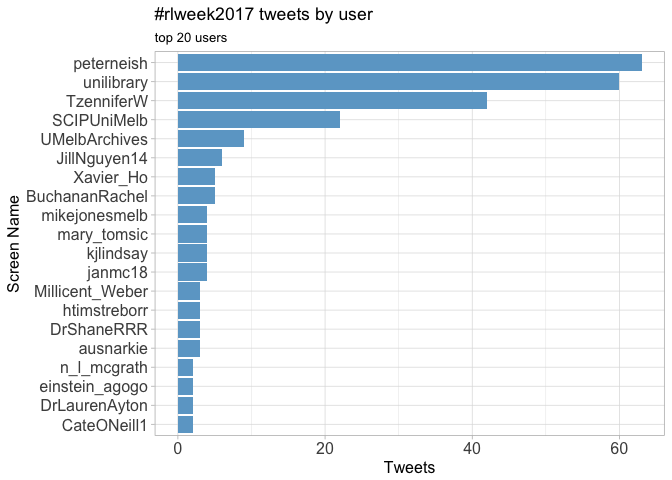 #rlweek2017 tweets by user
top 20 users
Screen Name
peterneish
unilibrary
TzenniferW
SCIPUniMelb
UMelbArchives
JillNguyen14
Xavier_Ho
BuchananRachel
mikejonesmelb
mary_tomsic
kjlindsay
janmc18
Millicent_Weber
htimstreborr
DrShaneRRR
ausnarkie
n_l_mcgrath
einstein_agogo
DrLaurenAyton
CateONeill1
0 20 40 60
Tweets